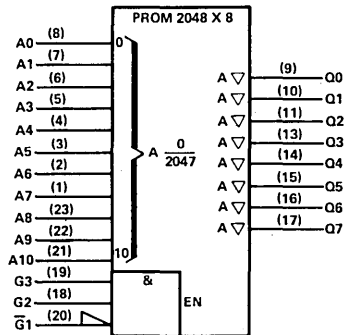 PROM 2048 X 8
A0 (8) 0
A1 (7)
A2 (6)
A3 (5)
A4 (4)
A5 (3)
A6 (2)
A7 (1)
A8 (23)
A9 (22)
A10 (21) 10
A 0
2047
A ▽ (9) Q0
A ▽ (10) Q1
A ▽ (11) Q2
A ▽ (13) Q3
A ▽ (14) Q4
A ▽ (15) Q5
A ▽ (16) Q6
A ▽ (17) Q7
G3 (19) &
G2 (18) EN
G̅1 (20)